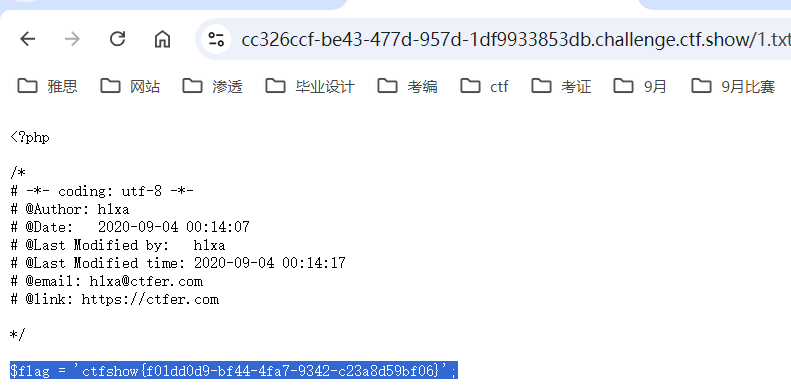 cc326ccf-be43-477d-957d-1df9933853db.challenge.ctf.show/1.txt
雅思 网站 渗透 毕业设计 考编 ctf 考证 9月 9月比赛
<?php
/*
# -*- coding: utf-8 -*-
# @Author: h1xa
# @Date:   2020-09-04 00:14:07
# @Last Modified by:   h1xa
# @Last Modified time: 2020-09-04 00:14:17
# @email: h1xa@ctfer.com
# @link: https://ctfer.com
*/
$flag = 'ctfshow{f01dd0d9-bf44-4fa7-9342-c23a8d59bf06}';